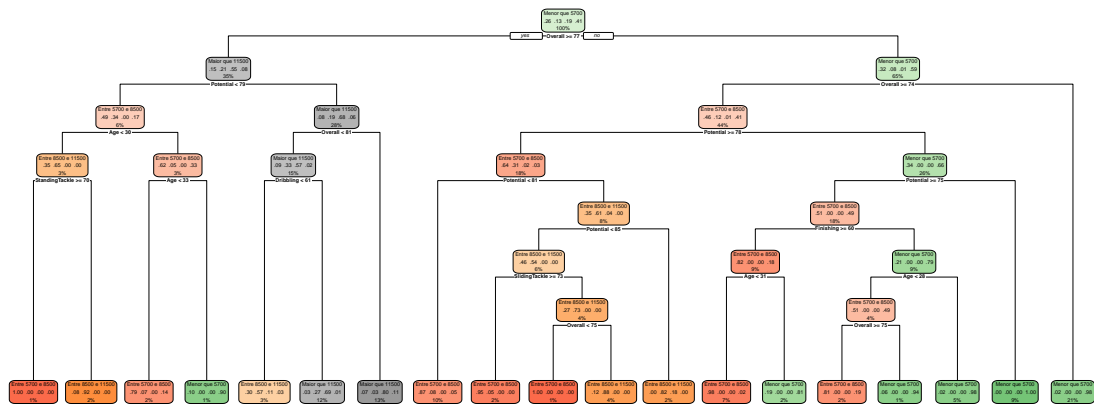 Menor que 5700
.26 .13 .19 .41
100%
yes
Overall >= 77
no
Maior que 11500
.15 .21 .55 .08
35%
Potential < 79
Menor que 5700
.32 .08 .01 .59
65%
Overall >= 74
Entre 5700 e 8500
.49 .34 .00 .17
6%
Age < 30
Maior que 11500
.08 .19 .68 .06
28%
Overall < 81
Entre 5700 e 8500
.46 .12 .01 .41
44%
Potential >= 78
Entre 8500 e 11500
.35 .65 .00 .00
3%
StandingTackle >= 70
Entre 5700 e 8500
.62 .05 .00 .33
3%
Age < 33
Maior que 11500
.09 .33 .57 .02
15%
Dribbling < 61
Entre 5700 e 8500
.64 .31 .02 .03
18%
Potential < 81
Menor que 5700
.34 .00 .00 .66
26%
Potential >= 75
Entre 8500 e 11500
.35 .61 .04 .00
8%
Potential < 85
Entre 5700 e 8500
.51 .00 .00 .49
18%
Finishing >= 60
Entre 8500 e 11500
.46 .54 .00 .00
6%
SlidingTackle >= 73
Entre 5700 e 8500
.82 .00 .00 .18
9%
Age < 31
Menor que 5700
.21 .00 .00 .79
9%
Age < 28
Entre 8500 e 11500
.27 .73 .00 .00
4%
Overall < 75
Entre 5700 e 8500
.51 .00 .00 .49
4%
Overall >= 75
Entre 5700 e 8500
1.00 .00 .00 .00
1%
Entre 8500 e 11500
.08 .92 .00 .00
2%
Entre 5700 e 8500
.79 .07 .00 .14
2%
Menor que 5700
.10 .00 .00 .90
1%
Entre 8500 e 11500
.30 .57 .11 .03
3%
Maior que 11500
.03 .27 .69 .01
12%
Maior que 11500
.07 .03 .80 .11
13%
Entre 5700 e 8500
.87 .08 .00 .05
10%
Entre 5700 e 8500
.95 .05 .00 .00
2%
Entre 5700 e 8500
1.00 .00 .00 .00
1%
Entre 8500 e 11500
.12 .88 .00 .00
2%
Entre 8500 e 11500
.00 .82 .18 .00
2%
Entre 5700 e 8500
.98 .00 .00 .02
7%
Menor que 5700
.19 .00 .00 .81
2%
Entre 5700 e 8500
.81 .00 .00 .19
2%
Menor que 5700
.06 .00 .00 .94
1%
Menor que 5700
.02 .00 .00 .98
5%
Menor que 5700
.00 .00 .00 1.00
9%
Menor que 5700
.02 .00 .00 .98
21%